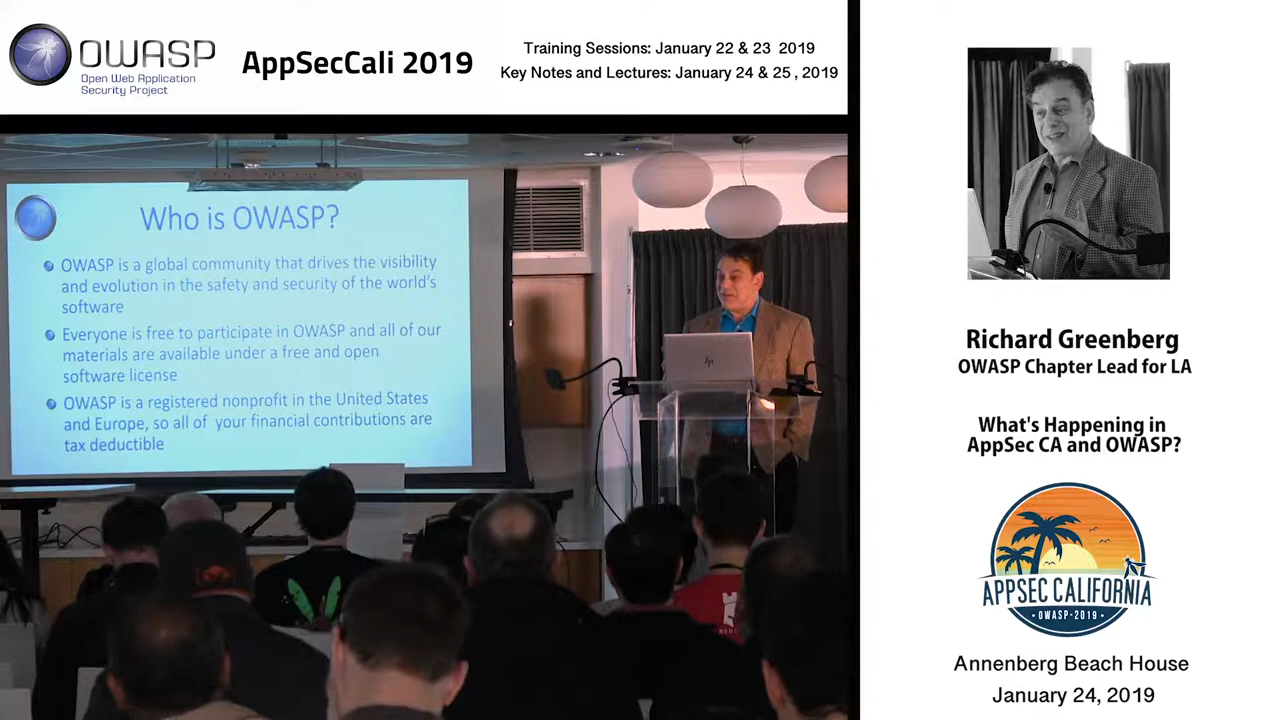 OWASP
Open Web Application
Security Project
AppSecCali 2019
Training Sessions: January 22 & 23 2019
Key Notes and Lectures: January 24 & 25 , 2019
Who is OWASP?
OWASP is a global community that drives the visibility
and evolution in the safety and security of the world's
software
Everyone is free to participate in OWASP and all of our
materials are available under a free and open
software license
OWASP is a registered nonprofit in the United States
and Europe, so all of your financial contributions are
tax deductible
hp
Richard Greenberg
OWASP Chapter Lead for LA
What's Happening in
AppSec CA and OWASP?
APPSEC CALIFORNIA
• OWASP-2019 •
Annenberg Beach House
January 24, 2019